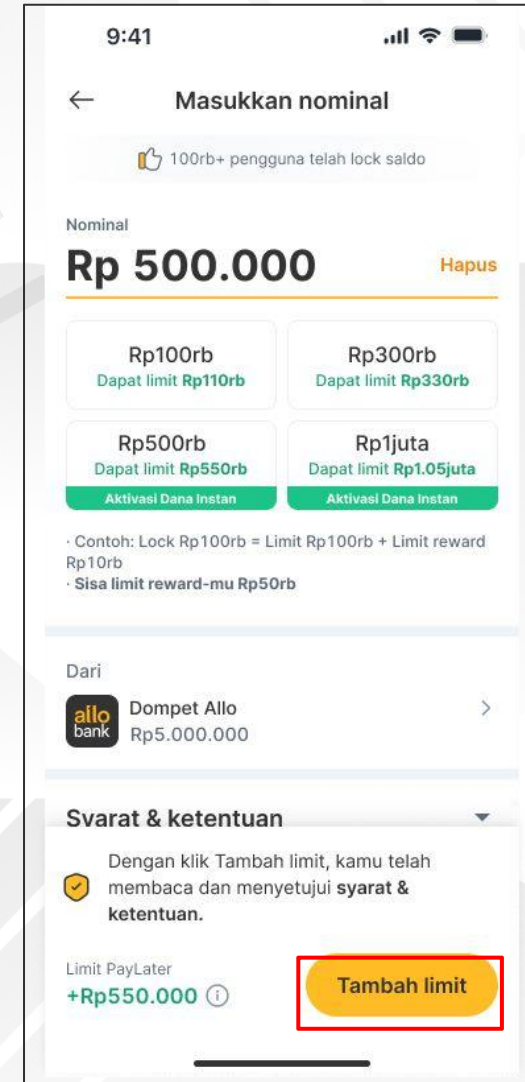 9:41
Masukkan nominal
100rb+ pengguna telah lock saldo
Nominal
Rp 500.000
Hapus
Rp100rb
Dapat limit Rp110rb
Rp300rb
Dapat limit Rp330rb
Rp500rb
Dapat limit Rp550rb
Aktivasi Dana Instan
Rp1juta
Dapat limit Rp1.05juta
Aktivasi Dana Instan
· Contoh: Lock Rp100rb = Limit Rp100rb + Limit reward
Rp10rb
· Sisa limit reward-mu Rp50rb
Dari
allo
bank
Dompet Allo
Rp5.000.000
Syarat & ketentuan
Dengan klik Tambah limit, kamu telah
membaca dan menyetujui syarat &
ketentuan.
Limit PayLater
+Rp550.000
Tambah limit